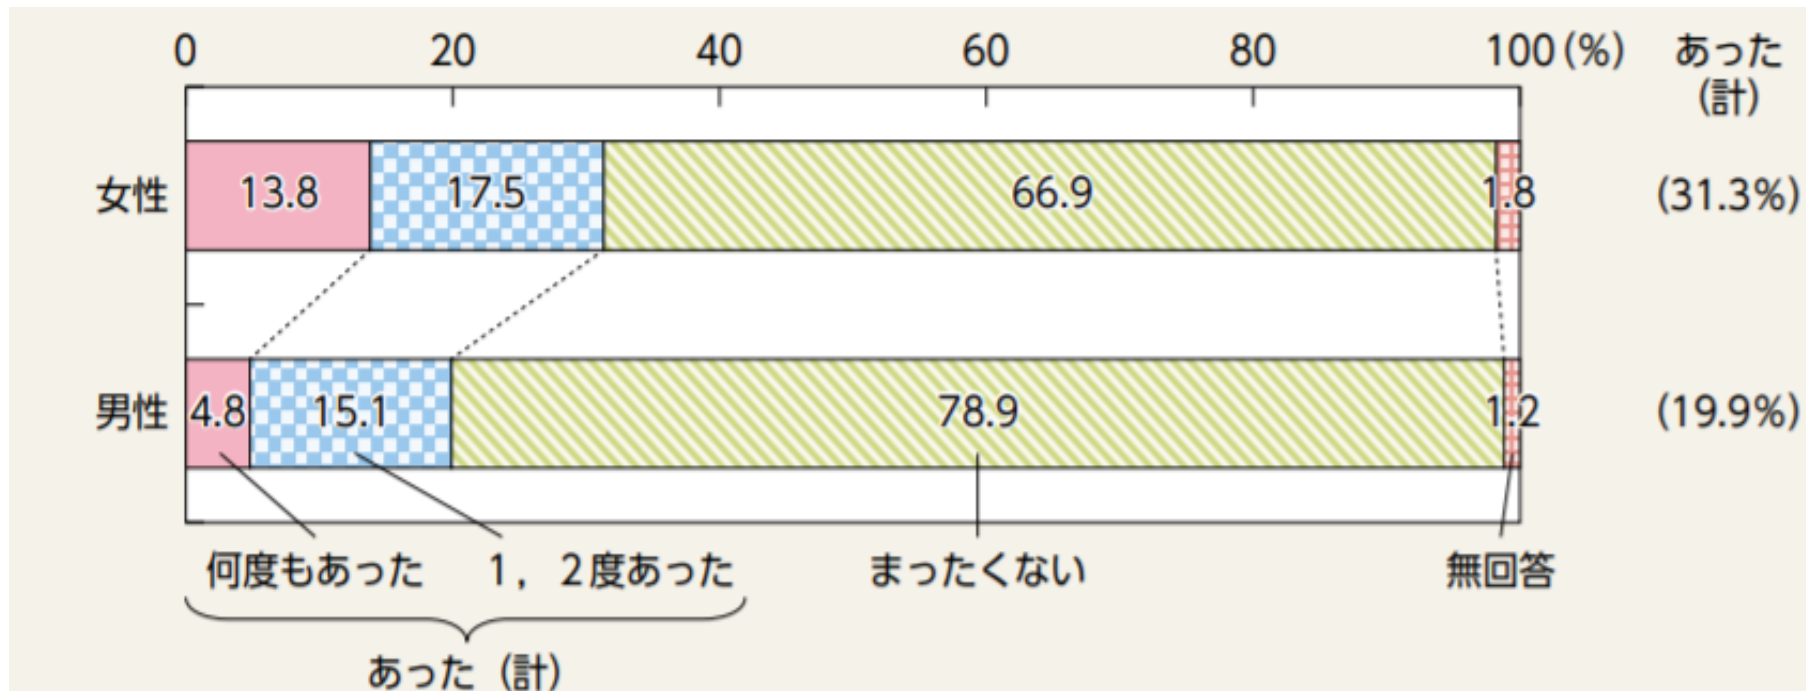 0 20 40 60 80 100(%) あった
(計)
女性 13.8 17.5 66.9 1.8 (31.3%)
男性 4.8 15.1 78.9 1.2 (19.9%)
何度もあった 1，2度あった まったくない 無回答
あった（計）